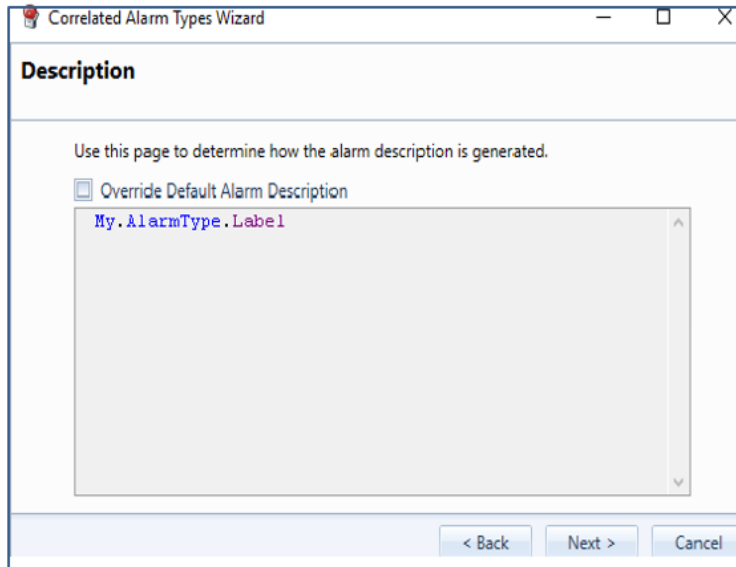 Correlated Alarm Types Wizard
Description
Use this page to determine how the alarm description is generated.
Override Default Alarm Description
My.AlarmType.Label
< Back Next > Cancel